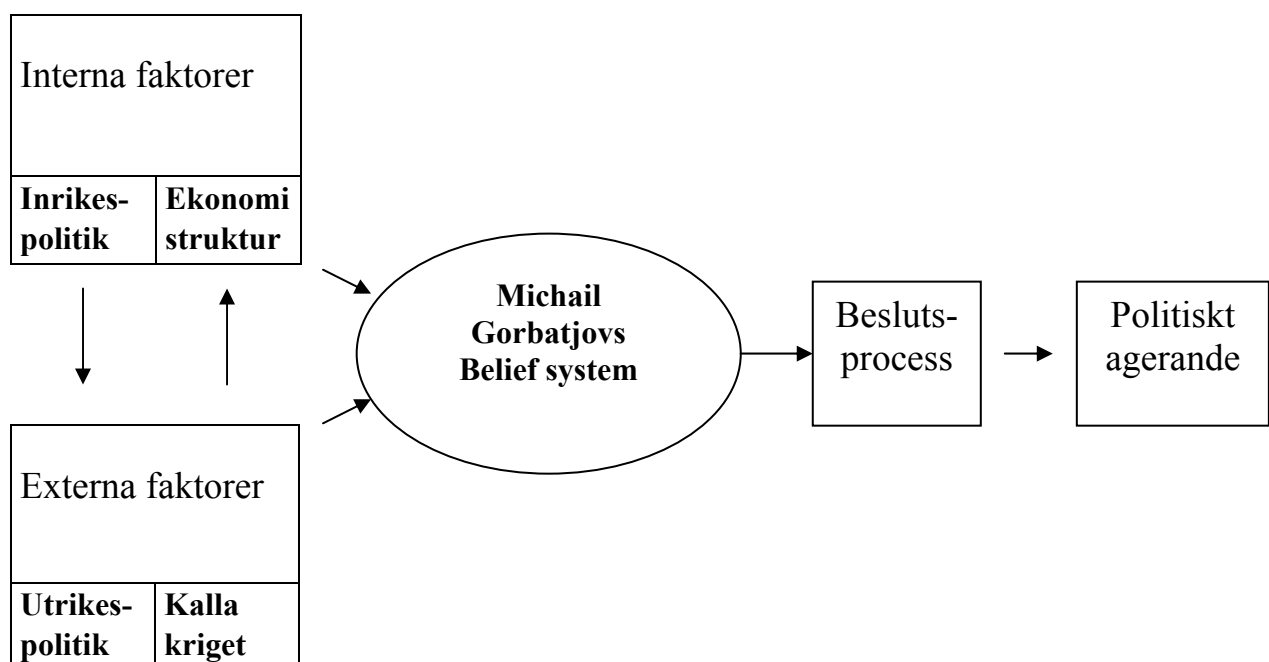 Interna faktorer
Inrikes-
politik
Ekonomi
struktur
Michail
Gorbatjovs
Belief system
Besluts-
process
Politiskt
agerande
Externa faktorer
Utrikes-
politik
Kalla
kriget